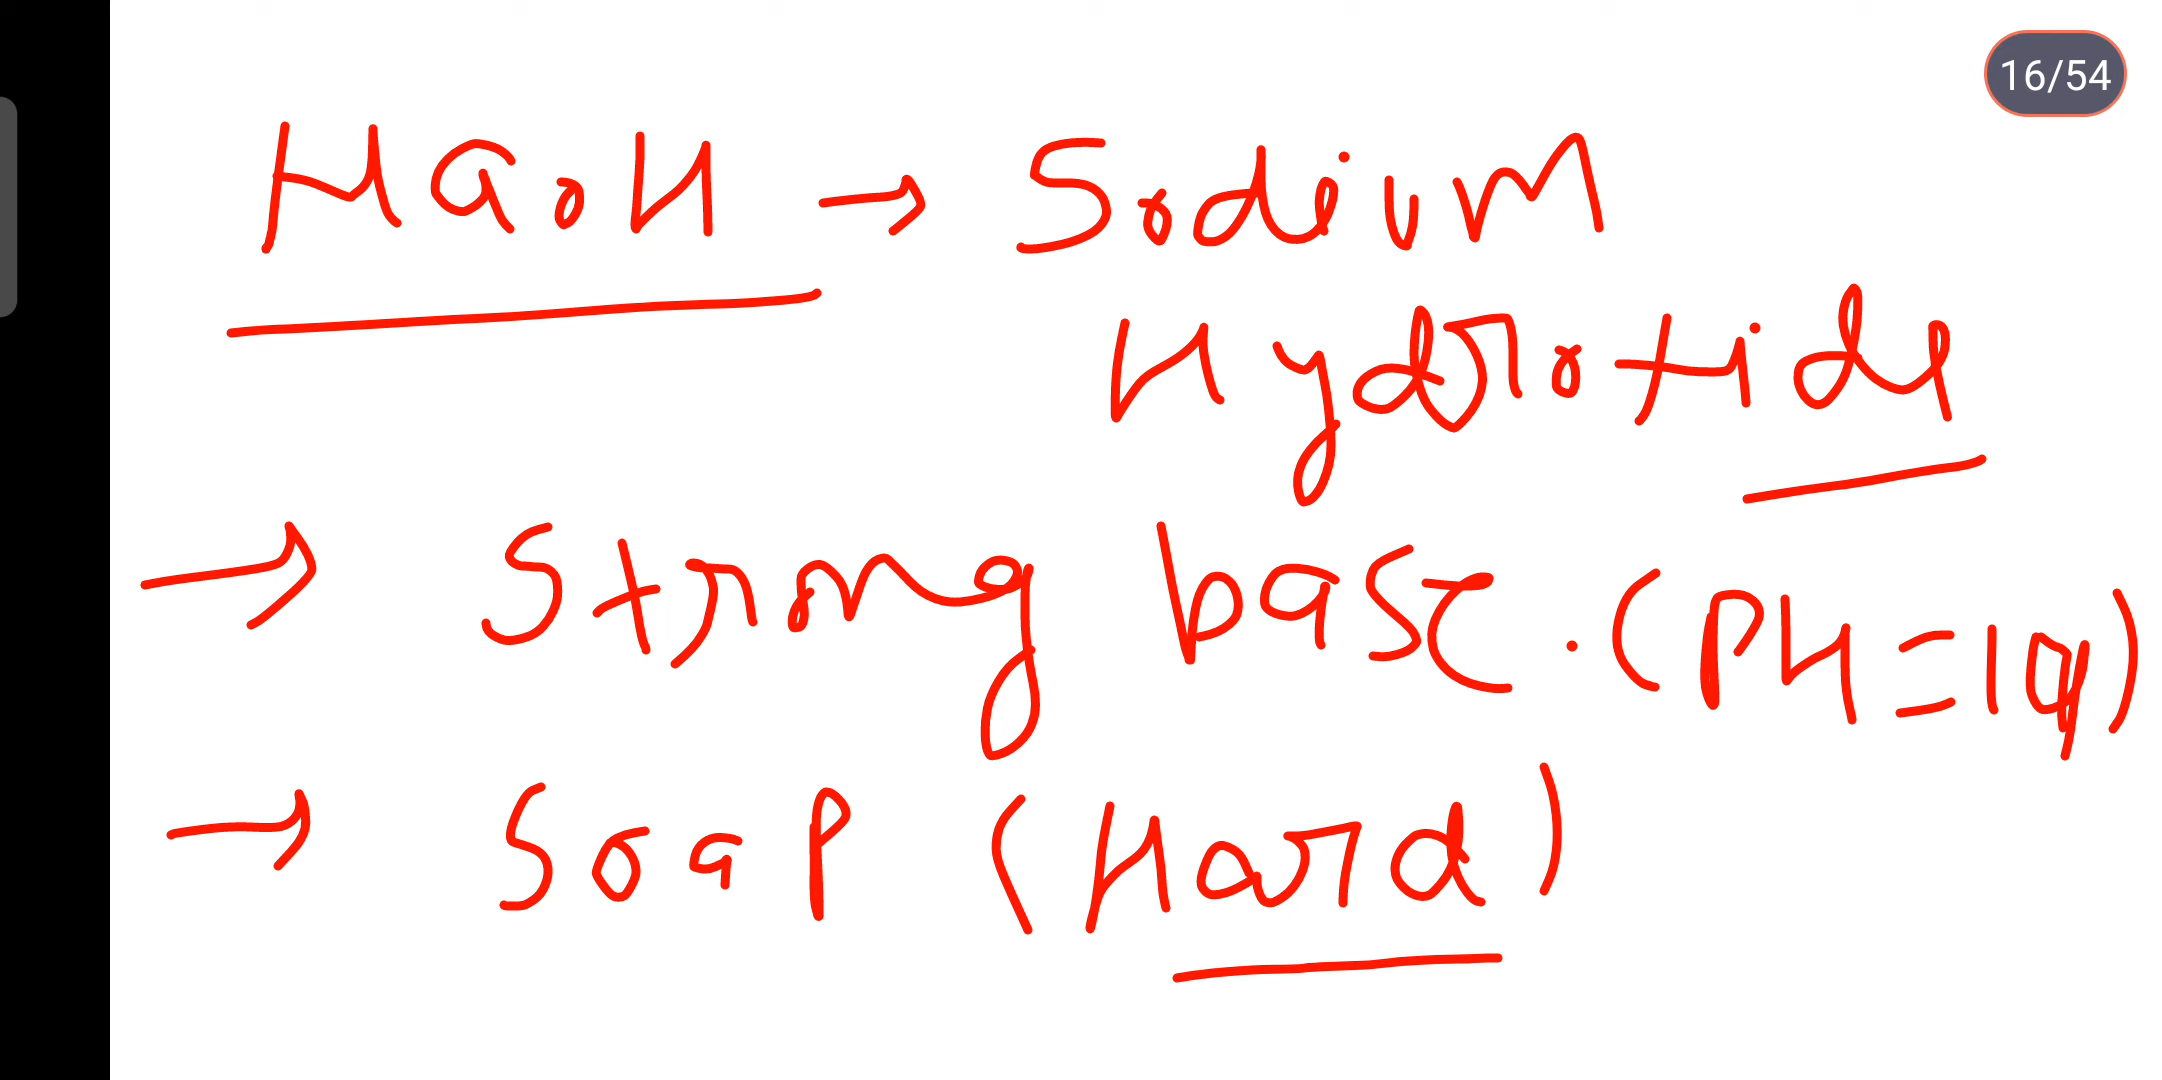 16/54
NaOH → Sodium
Hydroxide
→ Strong base. (PH = 14)
→ Soap (Hard)